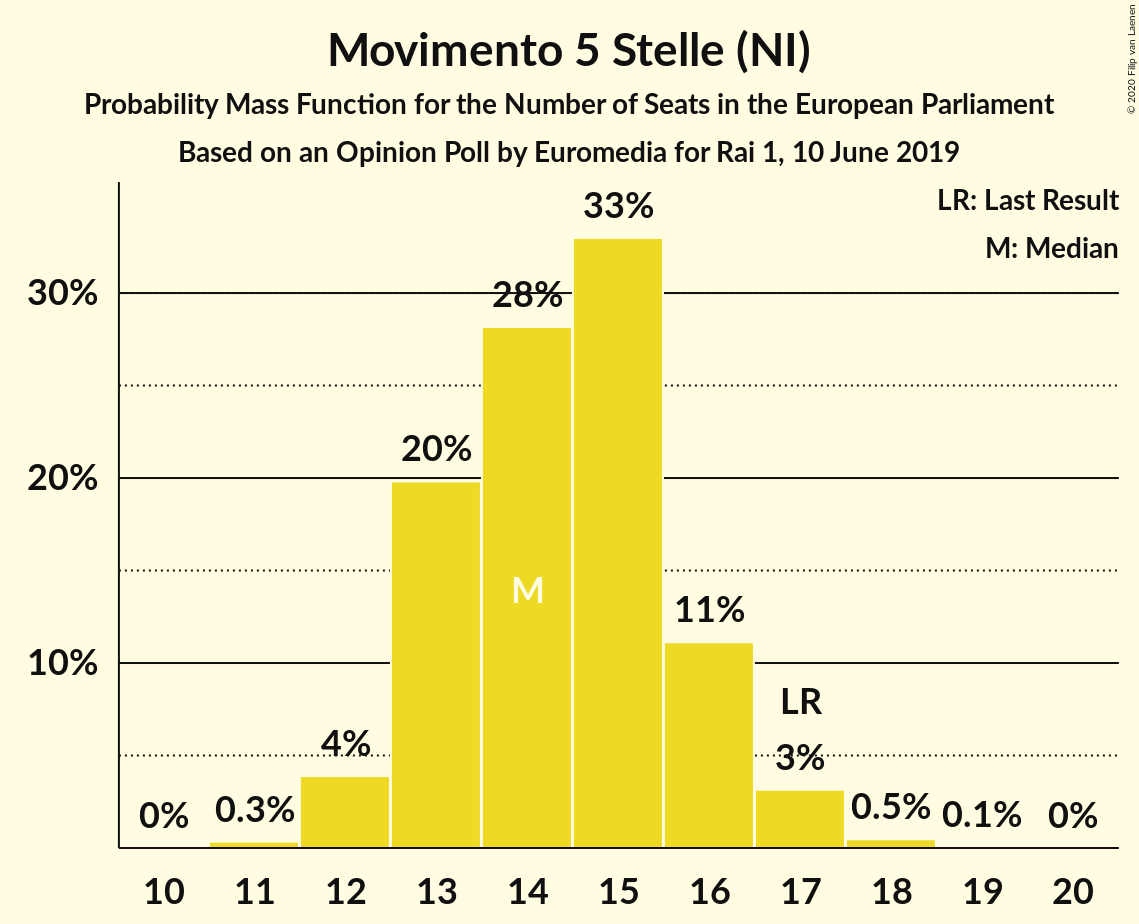 Movimento 5 Stelle (NI)
Probability Mass Function for the Number of Seats in the European Parliament
Based on an Opinion Poll by Euromedia for Rai 1, 10 June 2019
© 2020 Filip van Laenen
LR: Last Result
M: Median
30%
20%
10%
0%
0.3%
4%
20%
28%
M
33%
11%
LR
3%
0.5%
0.1%
0%
10 11 12 13 14 15 16 17 18 19 20